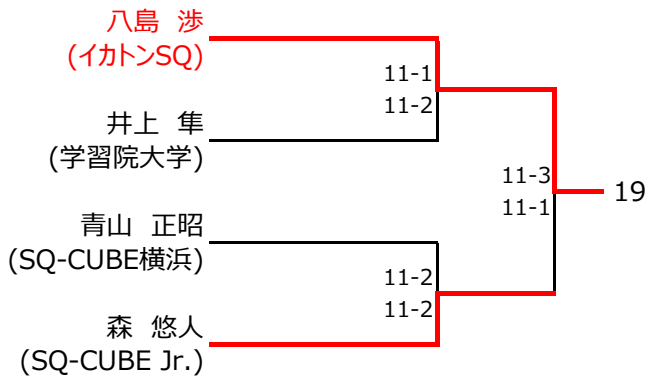 八島 渉
(イカトンSQ)
11-1
11-2
井上 隼
(学習院大学)
11-3
11-1
19
青山 正昭
(SQ-CUBE横浜)
11-2
11-2
森 悠人
(SQ-CUBE Jr.)